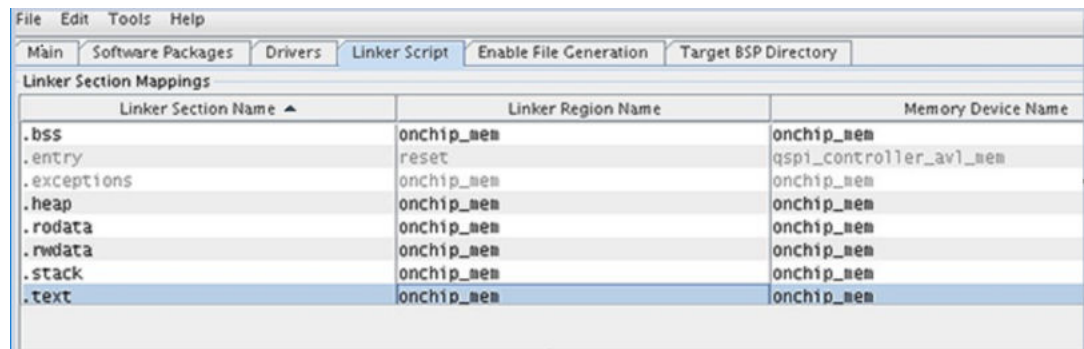 File Edit Tools Help
Main Software Packages Drivers Linker Script Enable File Generation Target BSP Directory
Linker Section Mappings
Linker Section Name Linker Region Name Memory Device Name
.bss onchip_mem onchip_mem
.entry reset qspi_controller_avl_mem
.exceptions onchip_mem onchip_mem
.heap onchip_mem onchip_mem
.rodata onchip_mem onchip_mem
.rwdata onchip_mem onchip_mem
.stack onchip_mem onchip_mem
.text onchip_mem onchip_mem